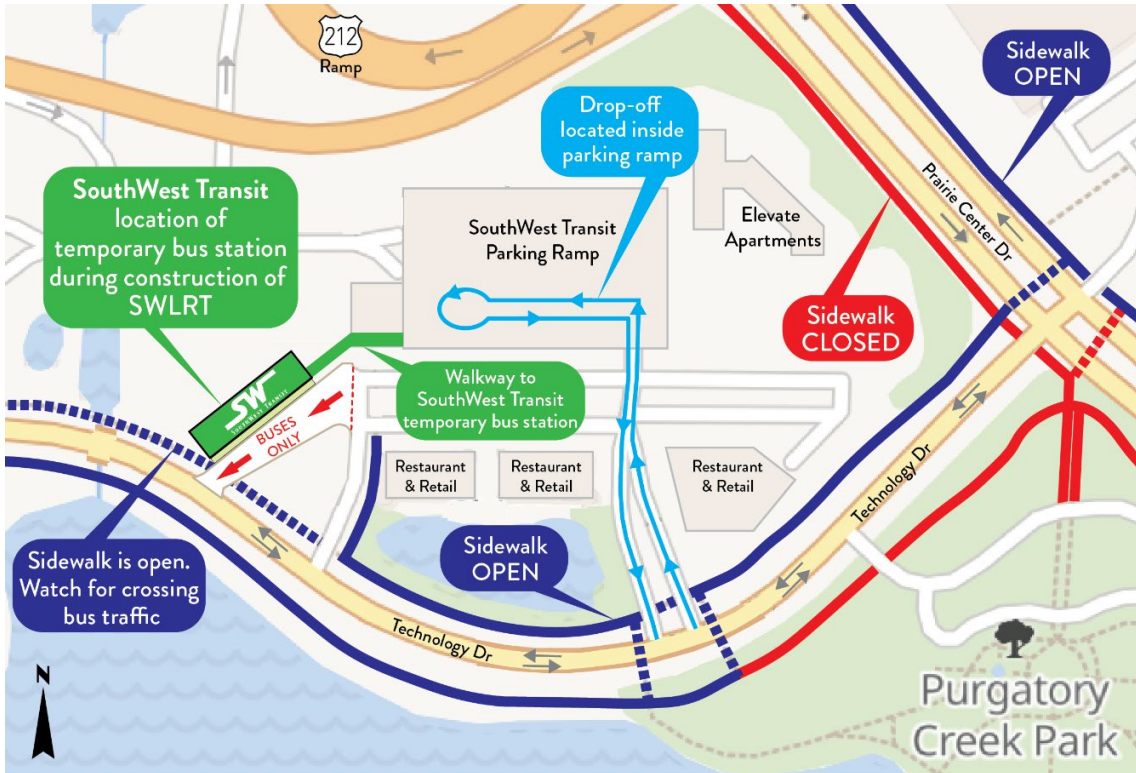 212
Ramp
Sidewalk
OPEN
Drop-off
located inside
parking ramp
SouthWest Transit
location of
temporary bus station
during construction of
SWLRT
SouthWest Transit
Parking Ramp
Elevate
Apartments
Prairie Center Dr
Sidewalk
CLOSED
Walkway to
SouthWest Transit
temporary bus station
SW
SOUTHWEST TRANSIT
BUSES
ONLY
Restaurant
& Retail
Restaurant
& Retail
Restaurant
& Retail
Technology Dr
Sidewalk is open.
Watch for crossing
bus traffic
Sidewalk
OPEN
Technology Dr
N
Purgatory
Creek Park